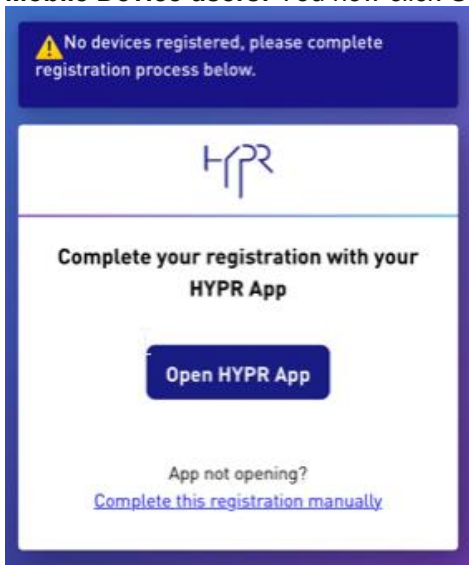 Mobile Device users: You now click
No devices registered, please complete
registration process below.
HYPR
Complete your registration with your
HYPR App
Open HYPR App
App not opening?
Complete this registration manually